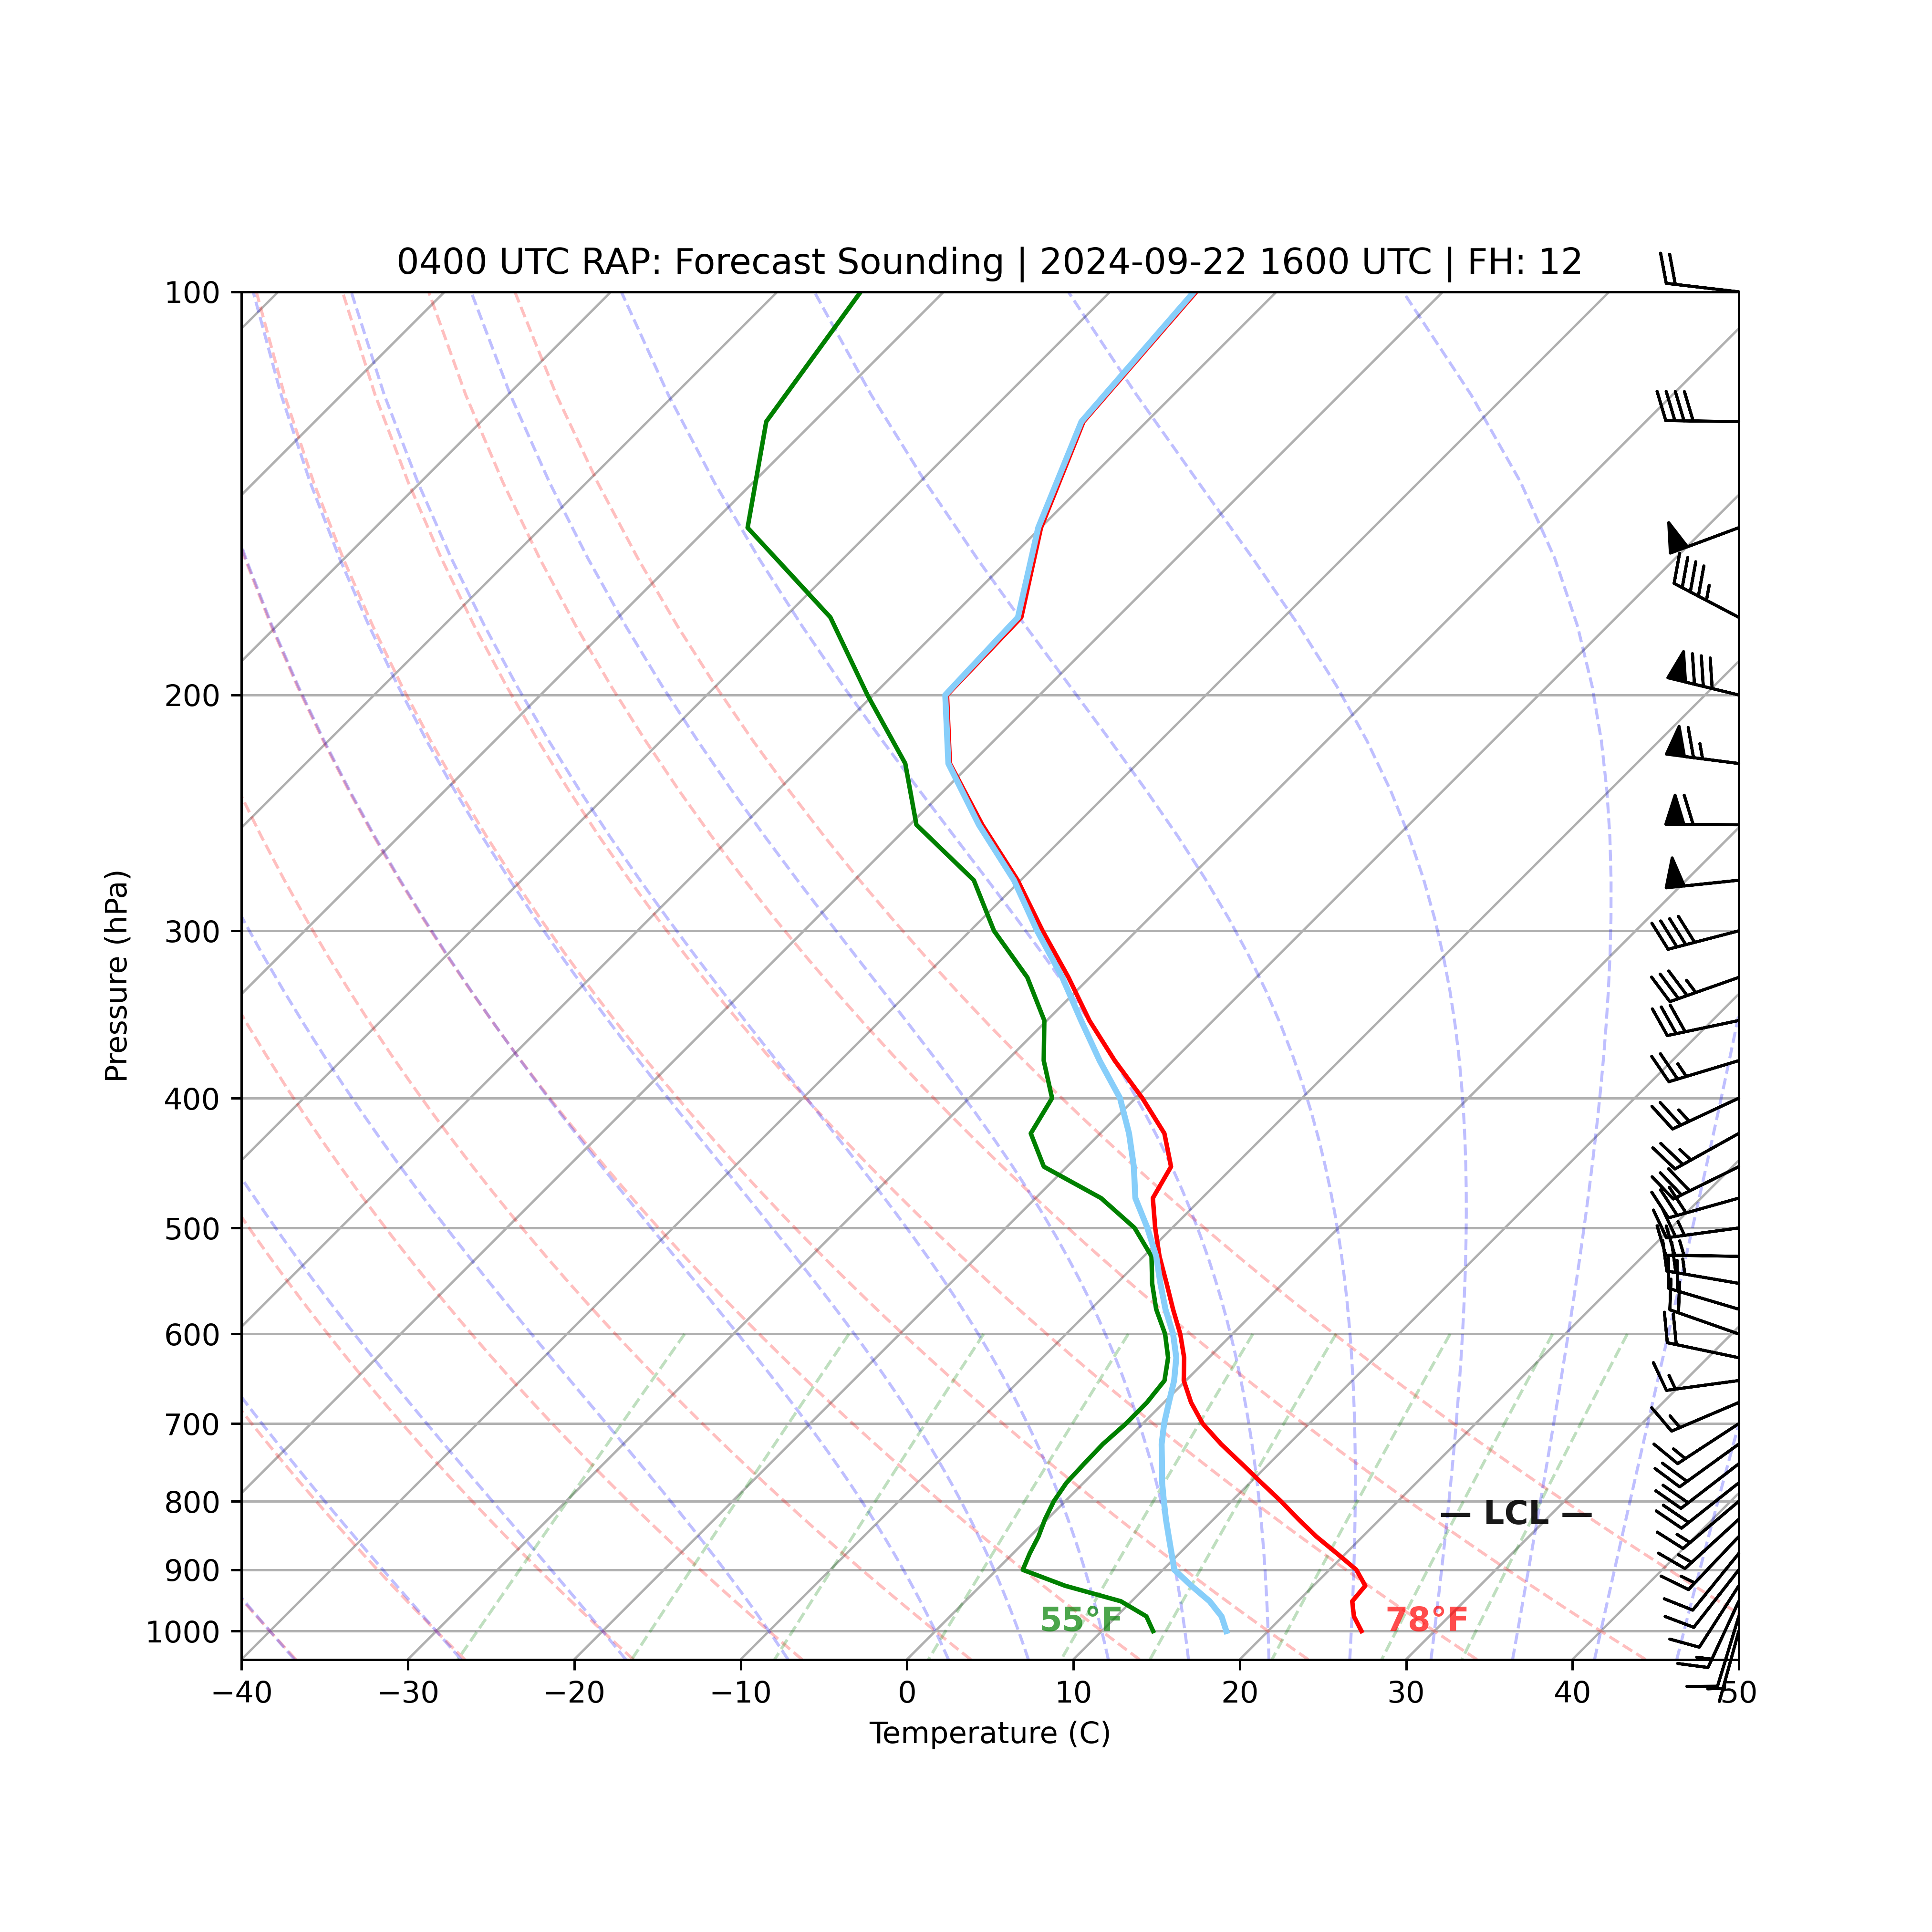 0400 UTC RAP: Forecast Sounding | 2024-09-22 1600 UTC | FH: 12
100
200
300
400
500
600
700
800
900
1000
Pressure (hPa)
— LCL —
55°F
78°F
−40 −30 −20 −10 0 10 20 30 40 50
Temperature (C)